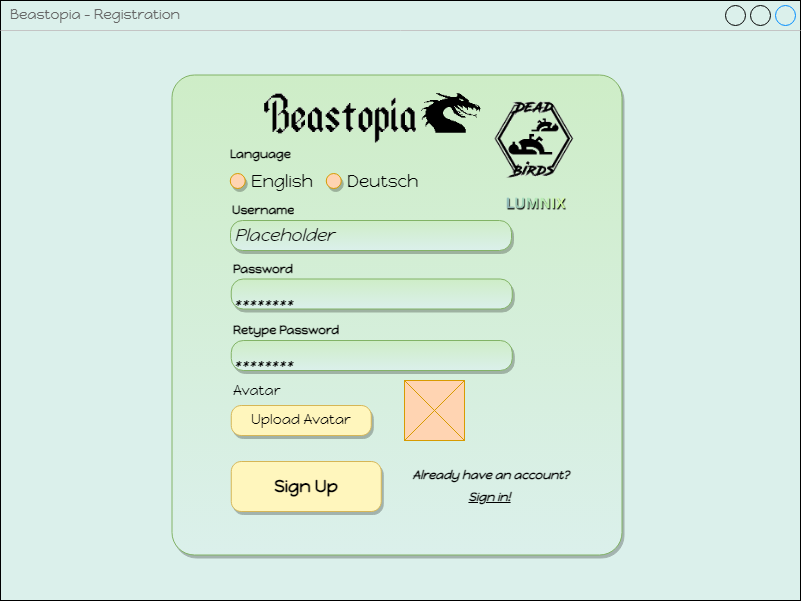 Beastopia - Registration
Beastopia
DEAD
BIRDS
Language
English Deutsch
LUMNIX
Username
Placeholder
Password
********
Retype Password
********
Avatar
Upload Avatar
Sign Up
Already have an account?
Sign in!